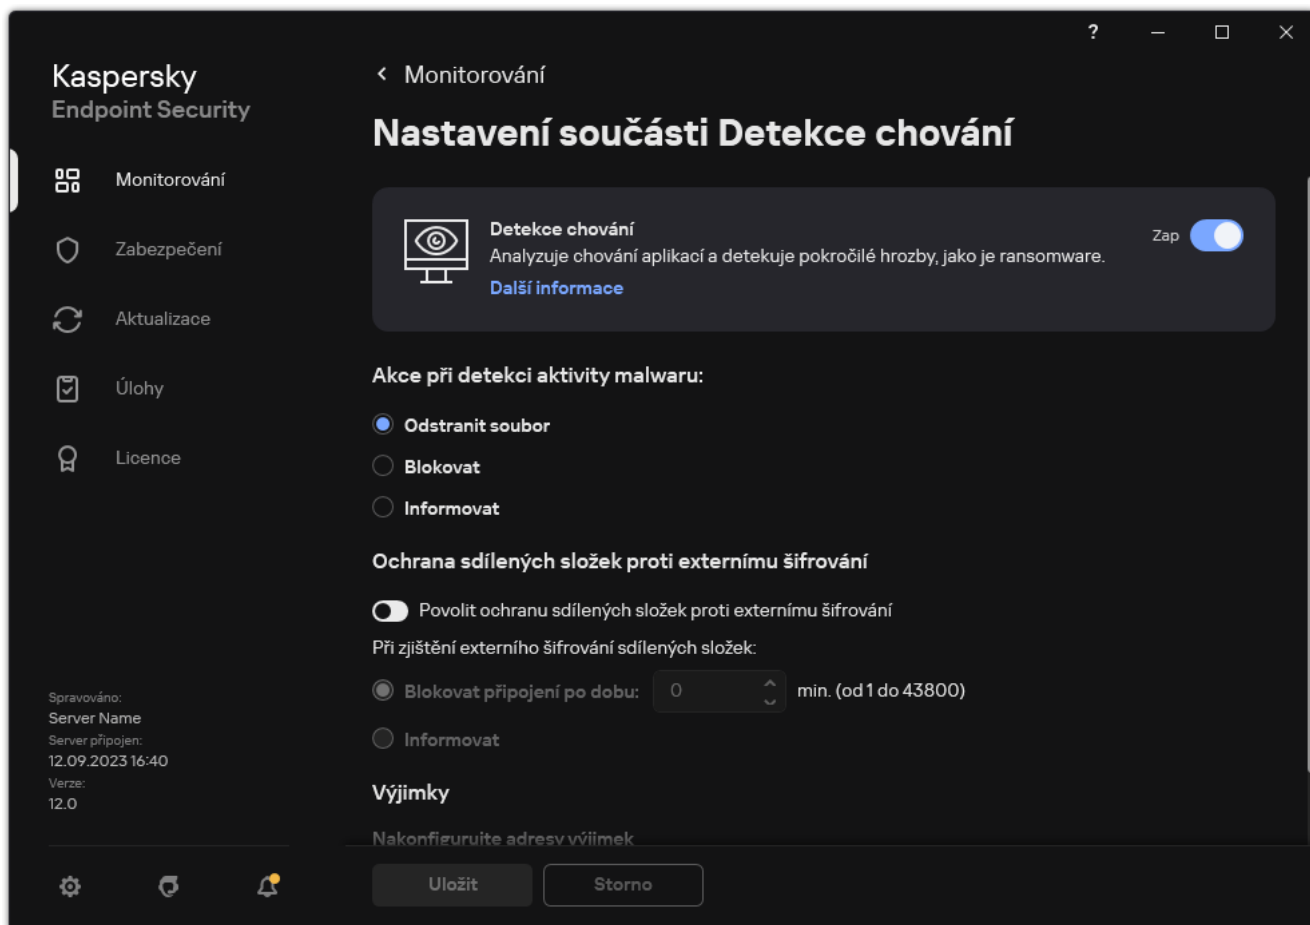 ?
Kaspersky
Endpoint Security
Monitorování
Zabezpečení
Aktualizace
Úlohy
Licence
Spravováno:
Server Name
Server připojen:
12.09.2023 16:40
Verze:
12.0
Monitorování
Nastavení součásti Detekce chování
Detekce chování
Analyzuje chování aplikací a detekuje pokročilé hrozby, jako je ransomware.
Další informace
Zap
Akce při detekci aktivity malwaru:
Odstranit soubor
Blokovat
Informovat
Ochrana sdílených složek proti externímu šifrování
Povolit ochranu sdílených složek proti externímu šifrování
Při zjištění externího šifrování sdílených složek:
Blokovat připojení po dobu: 0 min. (od 1 do 43800)
Informovat
Výjimky
Nakonfigurujte adresy výjimek
Uložit
Storno